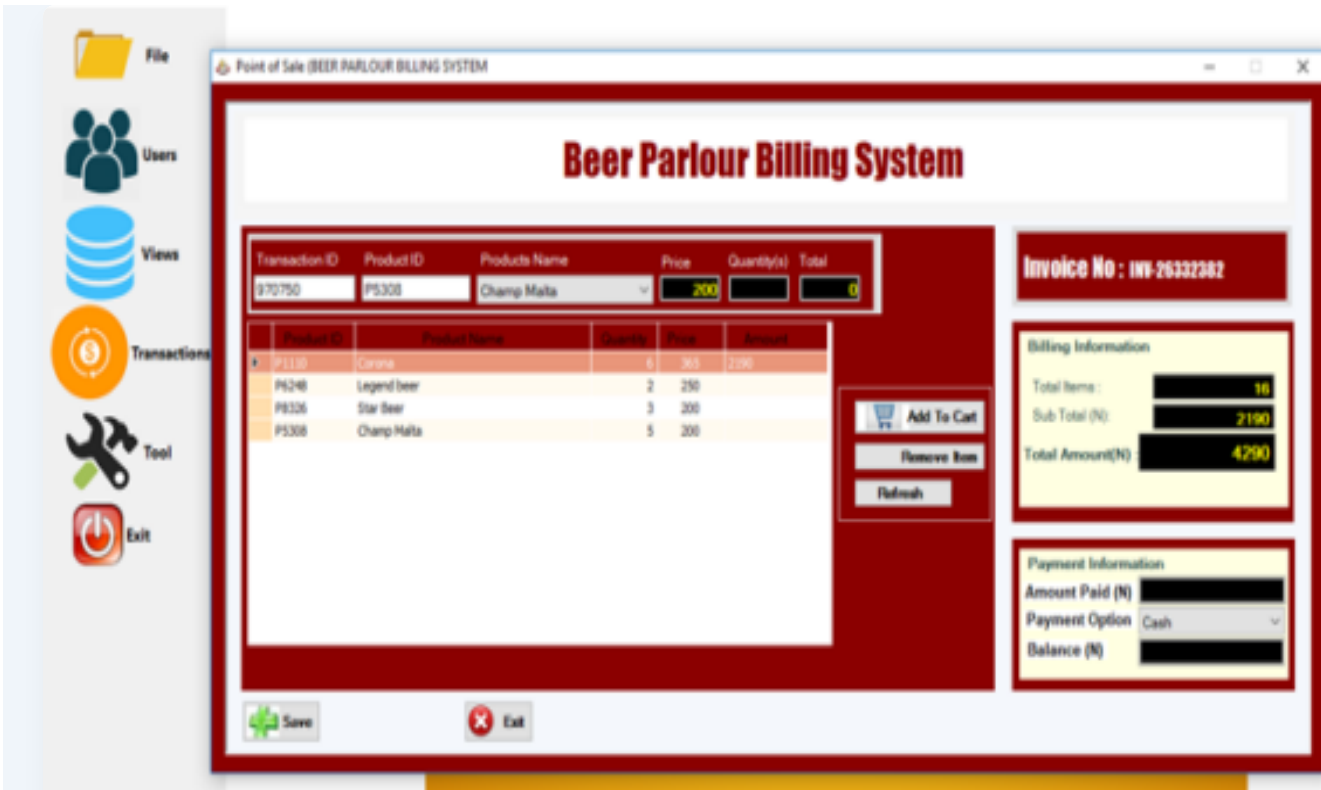 File
Users
Views
Transactions
Tool
Exit
Point of Sale (BEER PARLOUR BILLING SYSTEM
Beer Parlour Billing System
Transaction ID Product ID Products Name Price Quantity(s) Total
970750 P5308 Champ Malta 200 0
Product ID Product Name Quantity Price Amount
P1110 Corona 6 365 2190
P6248 Legend beer 2 250
P8326 Star Beer 3 200
P5308 Champ Malta 5 200
Add To Cart
Remove Item
Refresh
Invoice No : INV-26332382
Billing Information
Total Items : 16
Sub Total (N): 2190
Total Amount(N) : 4290
Payment Information
Amount Paid (N)
Payment Option Cash
Balance (N)
Save
Exit